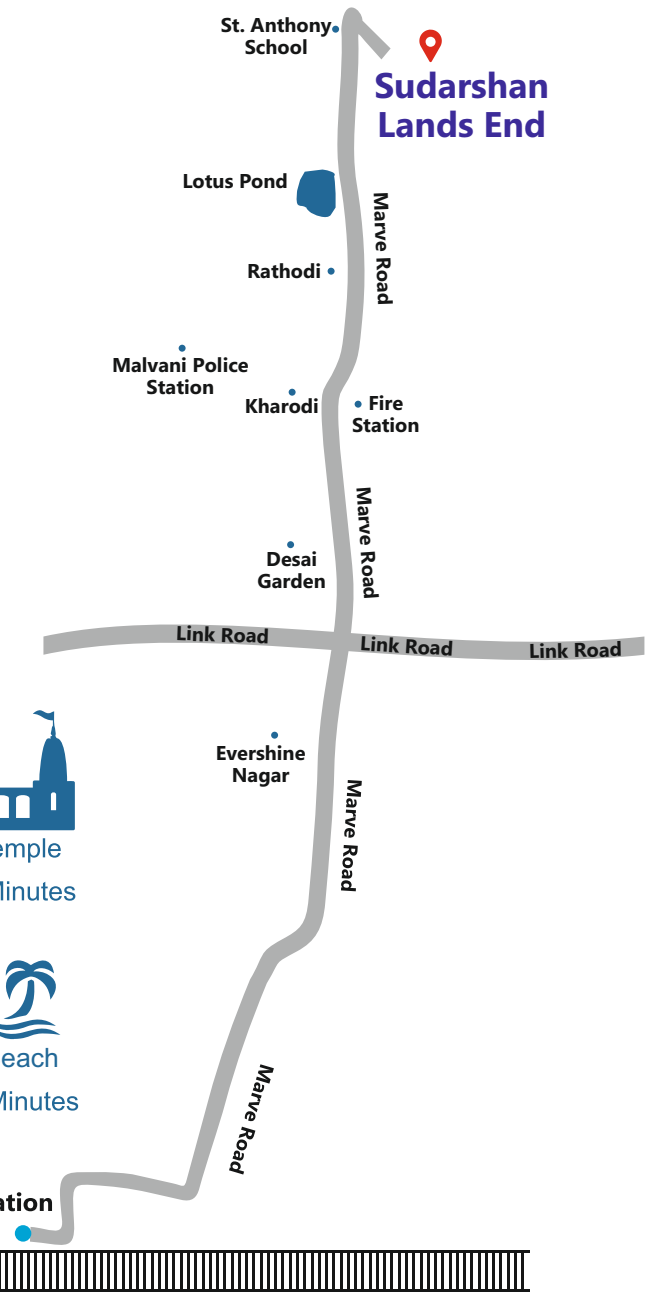 St. Anthony
School
Sudarshan
Lands End
Lotus Pond
Marve Road
Rathodi
Malvani Police
Station
Kharodi
Fire
Station
Marve Road
Desai
Garden
Link Road
Link Road
Link Road
Evershine
Nagar
Marve Road
emple
Minutes
each
Minutes
Marve Road
ation